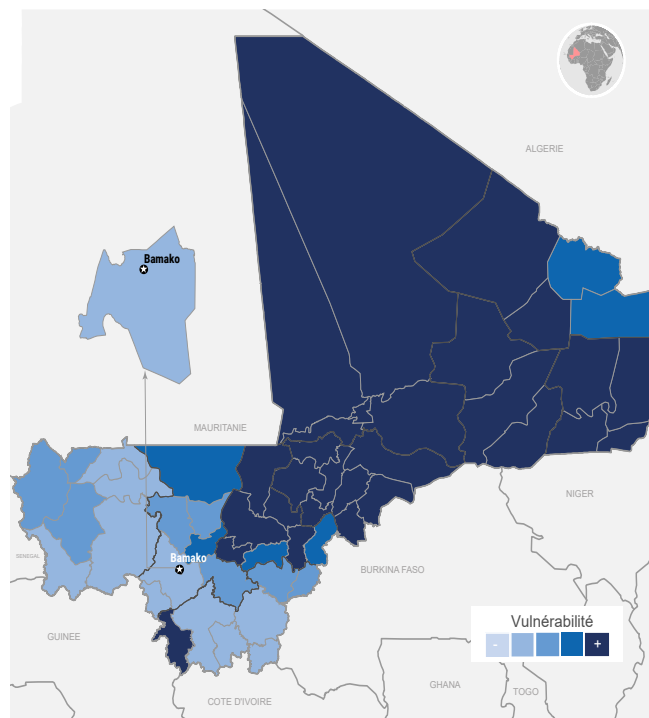 ALGERIE
Bamako
MAURITANIE
NIGER
SENEGAL
Bamako
BURKINA FASO
Vulnérabilité
- +
GUINEE
GHANA
TOGO
COTE D'IVOIRE